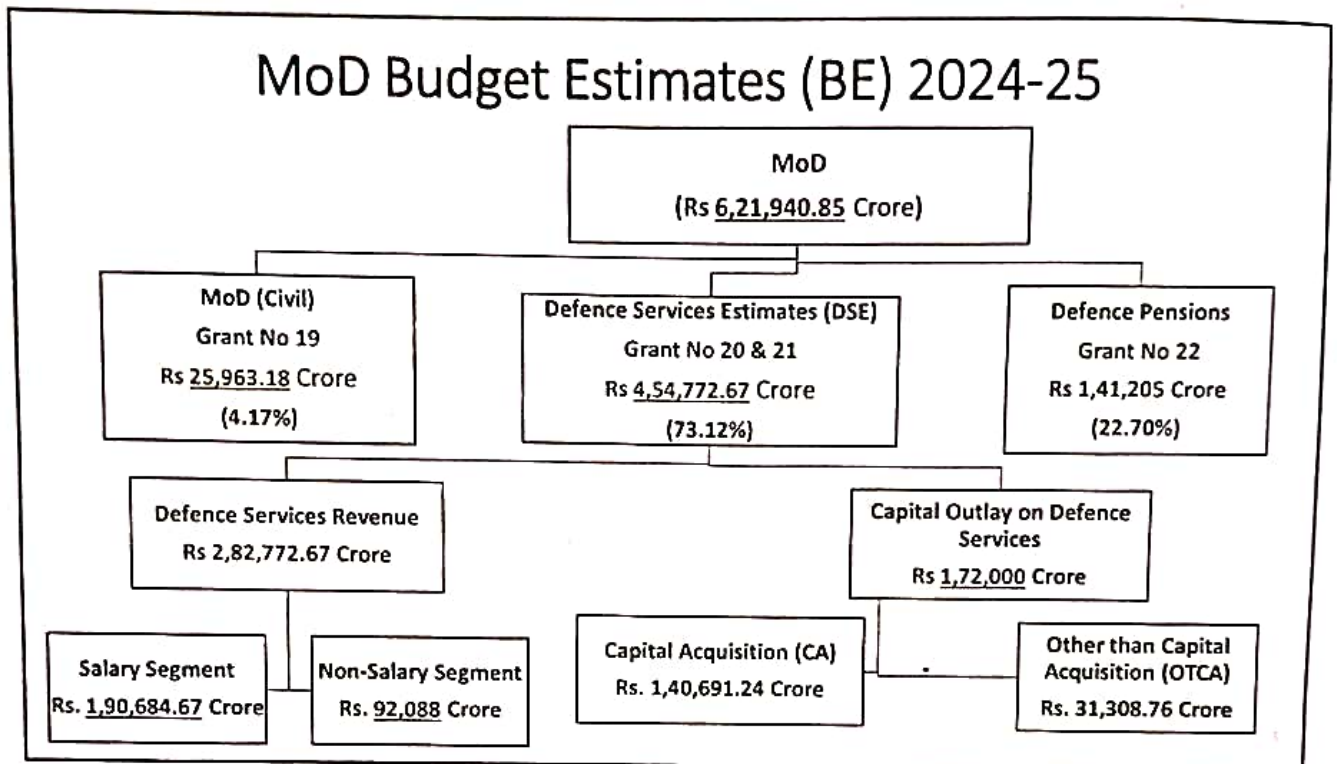 MoD Budget Estimates (BE) 2024-25
MoD
(Rs 6,21,940.85 Crore)
MoD (Civil)
Grant No 19
Rs 25,963.18 Crore
(4.17%)
Defence Services Estimates (DSE)
Grant No 20 & 21
Rs 4,54,772.67 Crore
(73.12%)
Defence Pensions
Grant No 22
Rs 1,41,205 Crore
(22.70%)
Defence Services Revenue
Rs 2,82,772.67 Crore
Capital Outlay on Defence
Services
Rs 1,72,000 Crore
Salary Segment
Rs. 1,90,684.67 Crore
Non-Salary Segment
Rs. 92,088 Crore
Capital Acquisition (CA)
Rs. 1,40,691.24 Crore
Other than Capital
Acquisition (OTCA)
Rs. 31,308.76 Crore